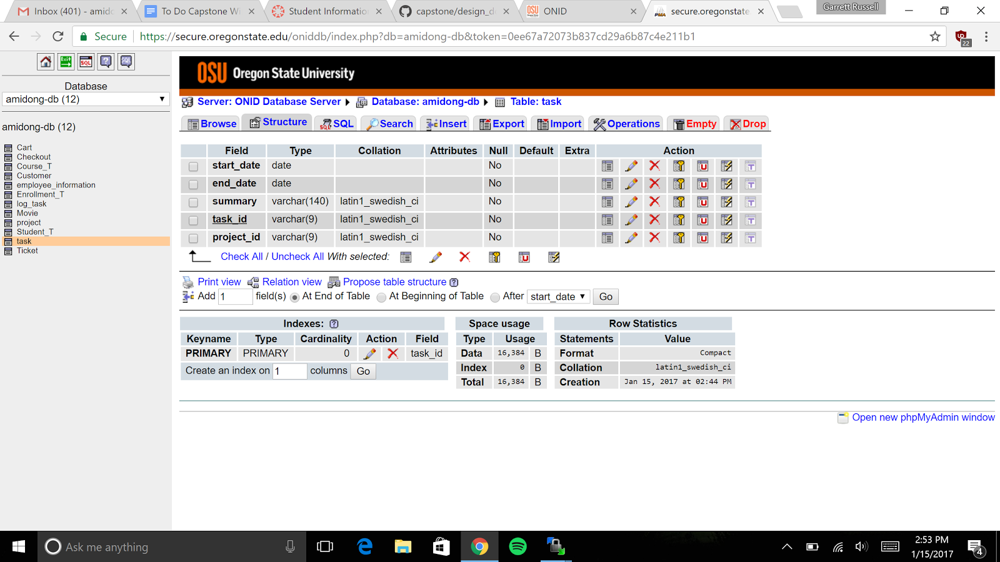 Inbox (401) - amido
To Do Capstone Wi
Student Informatio
capstone/design_d
ONID
secure.oregonstate
Garrett Russell
Secure
https://secure.oregonstate.edu/oniddb/index.php?db=amidong-db&token=0ee67a72073b837cd29a6b87c4e211b1
22
Exit
SQL
SQL
Database
amidong-db (12)
amidong-db (12)
Cart
Checkout
Course_T
Customer
employee_information
Enrollment_T
log_task
Movie
project
Student_T
task
Ticket
OSU Oregon State University
Server: ONID Database Server Database: amidong-db Table: task
Browse Structure SQL Search Insert Export Import Operations Empty Drop
Field Type Collation Attributes Null Default Extra Action
start_date date No
end_date date No
summary varchar(140) latin1_swedish_ci No
task_id varchar(9) latin1_swedish_ci No
project_id varchar(9) latin1_swedish_ci No
Check All / Uncheck All With selected:
Print view Relation view Propose table structure ?
Add 1 field(s) At End of Table At Beginning of Table After start_date Go
Indexes: ?
Keyname Type Cardinality Action Field
PRIMARY PRIMARY 0 task_id
Create an index on 1 columns Go
Space usage
Type Usage
Data 16,384 B
Index 0 B
Total 16,384 B
Row Statistics
Statements Value
Format Compact
Collation latin1_swedish_ci
Creation Jan 15, 2017 at 02:44 PM
Open new phpMyAdmin window
Ask me anything
2:53 PM
1/15/2017
4